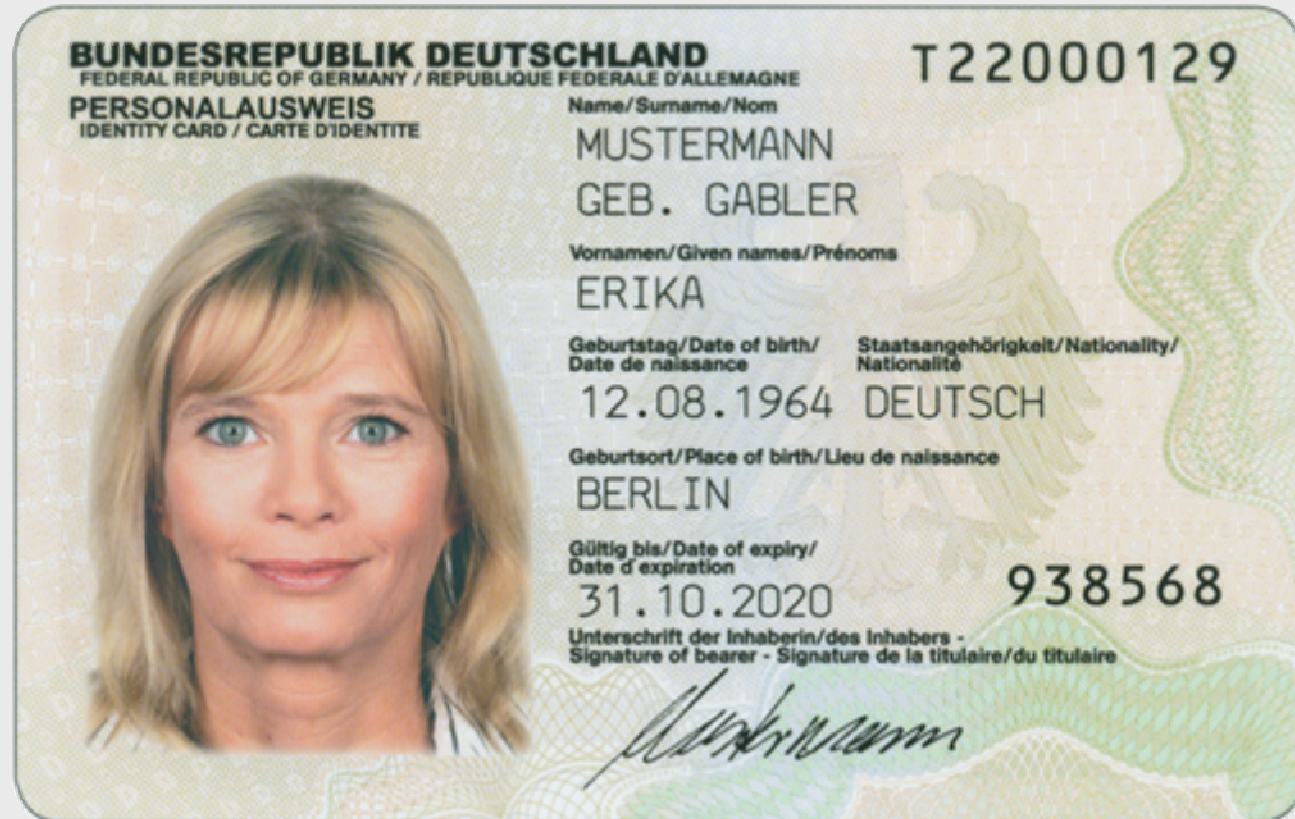 BUNDESREPUBLIK DEUTSCHLAND
FEDERAL REPUBLIC OF GERMANY / REPUBLIQUE FEDERALE D'ALLEMAGNE
PERSONALAUSWEIS
IDENTITY CARD / CARTE D'IDENTITE
T22000129
Name/Surname/Nom
MUSTERMANN
GEB. GABLER
Vornamen/Given names/Prénoms
ERIKA
Geburtstag/Date of birth/
Date de naissance
Staatsangehörigkeit/Nationality/
Nationalité
12.08.1964 DEUTSCH
Geburtsort/Place of birth/Lieu de naissance
BERLIN
Gültig bis/Date of expiry/
Date d'expiration
31.10.2020
938568
Unterschrift der Inhaberin/des Inhabers -
Signature of bearer - Signature de la titulaire/du titulaire
Mustermann